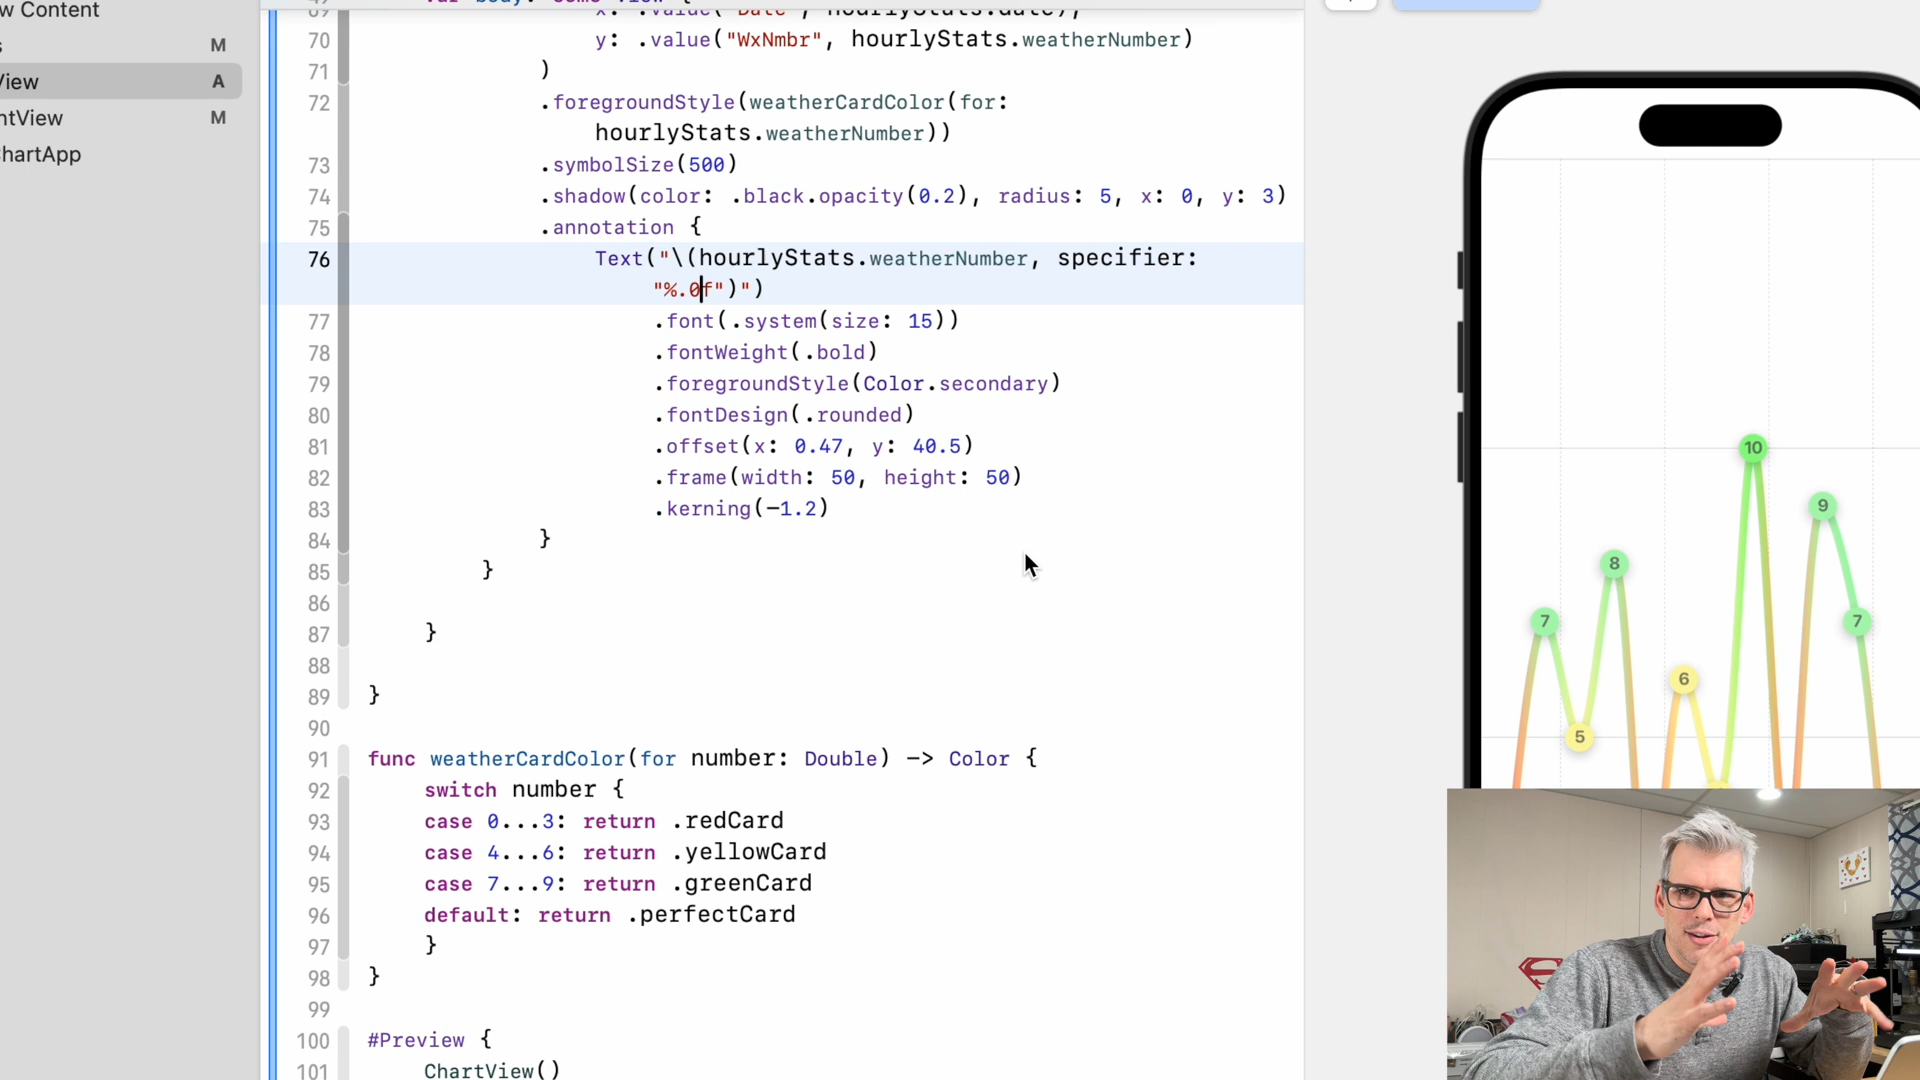 w Content
s M
View A
ntView M
ChartApp
69 x: .value("Date", hourlyStats.date),
70 y: .value("WxNmbr", hourlyStats.weatherNumber)
71 )
72 .foregroundStyle(weatherCardColor(for:
hourlyStats.weatherNumber))
73 .symbolSize(500)
74 .shadow(color: .black.opacity(0.2), radius: 5, x: 0, y: 3)
75 .annotation {
76 Text("\(hourlyStats.weatherNumber, specifier:
"%.0f")")
77 .font(.system(size: 15))
78 .fontWeight(.bold)
79 .foregroundStyle(Color.secondary)
80 .fontDesign(.rounded)
81 .offset(x: 0.47, y: 40.5)
82 .frame(width: 50, height: 50)
83 .kerning(-1.2)
84 }
85 }
86
87 }
88
89 }
90
91 func weatherCardColor(for number: Double) -> Color {
92 switch number {
93 case 0...3: return .redCard
94 case 4...6: return .yellowCard
95 case 7...9: return .greenCard
96 default: return .perfectCard
97 }
98 }
99
100 #Preview {
101 ChartView()
10
9
8
7
7
6
5